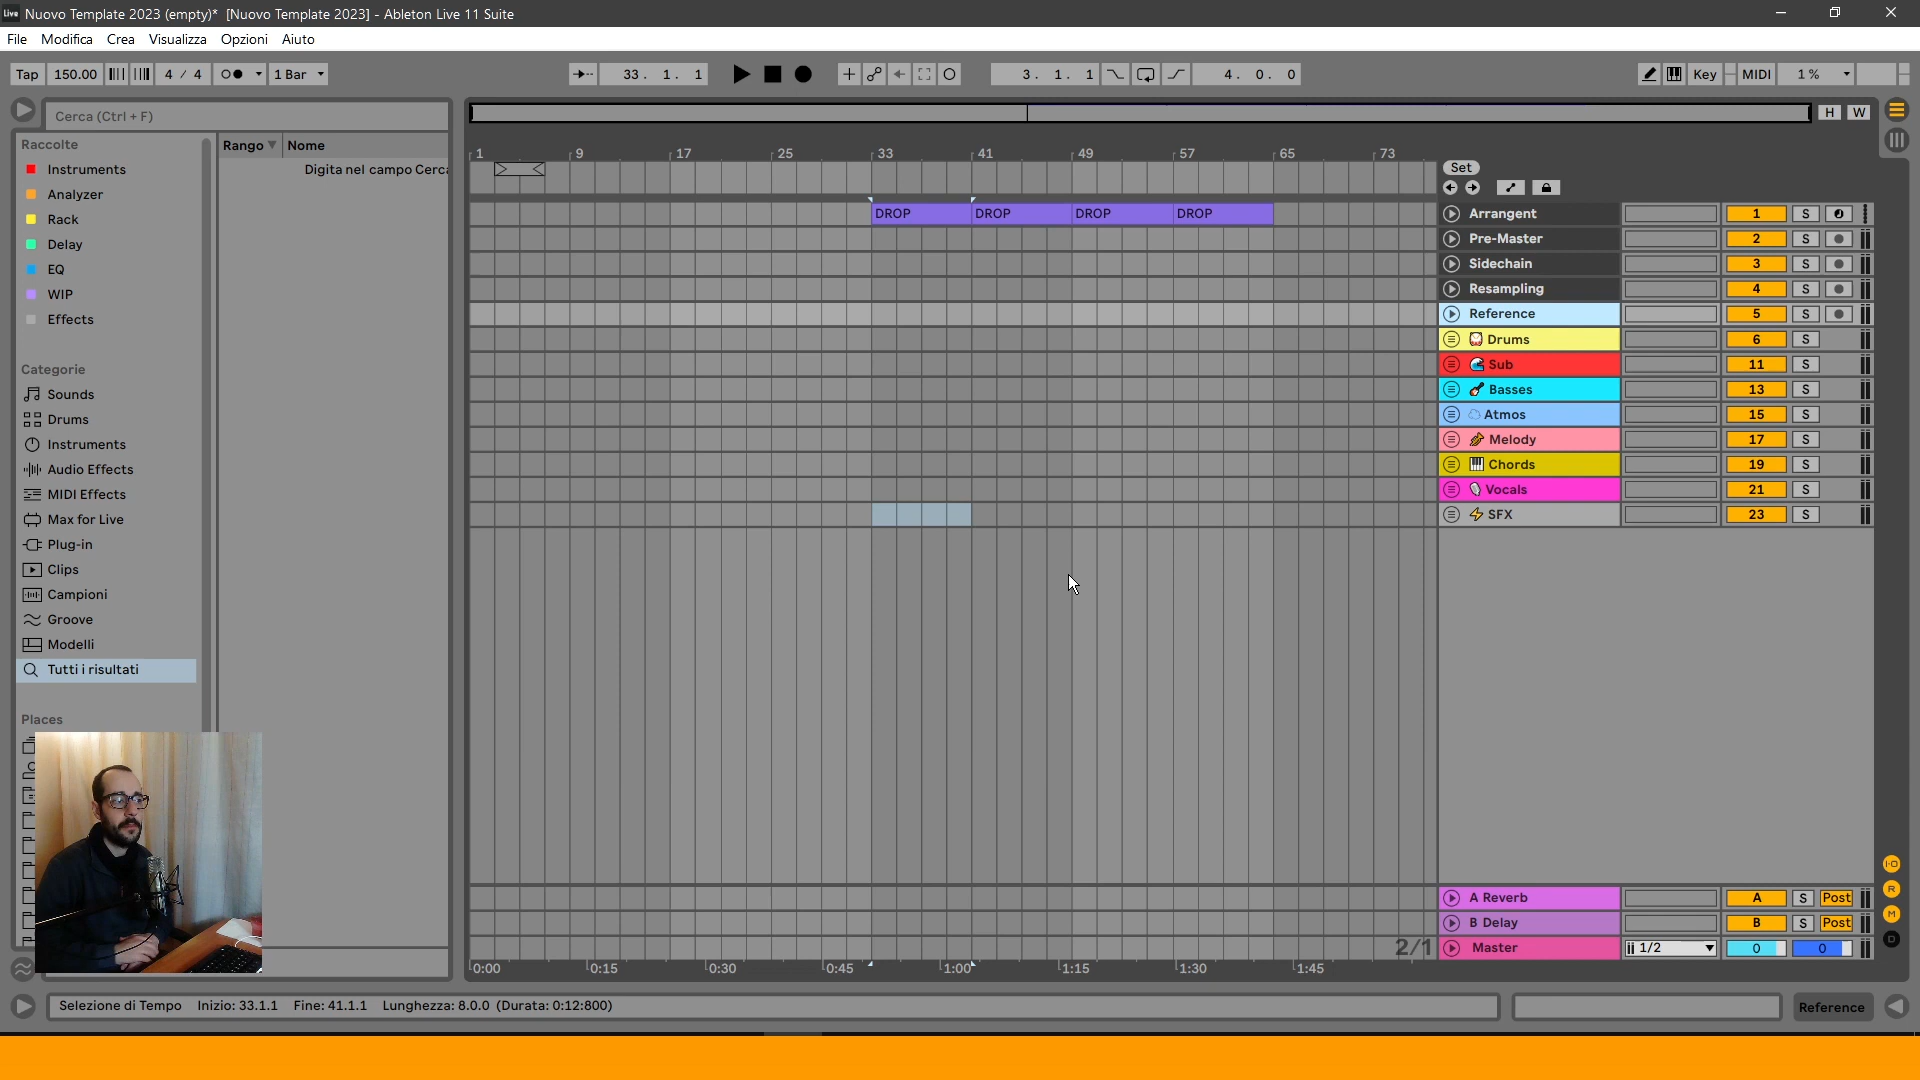 Live Nuovo Template 2023 (empty)* [Nuovo Template 2023] - Ableton Live 11 Suite
File Modifica Crea Visualizza Opzioni Aiuto
Tap 150.00 4 / 4 1 Bar 33. 1. 1 3. 1. 1 4. 0. 0 Key MIDI 1 %
Cerca (Ctrl + F)
H W
Raccolte
Rango Nome
Instruments
Digita nel campo Cerca
Analyzer
Rack
Delay
EQ
WIP
Effects
Categorie
Sounds
Drums
Instruments
Audio Effects
MIDI Effects
Max for Live
Plug-in
Clips
Campioni
Groove
Modelli
Tutti i risultati
Places
1 9 17 25 33 41 49 57 65 73
Set
DROP DROP DROP DROP
Arrangent 1 S
Pre-Master 2 S
Sidechain 3 S
Resampling 4 S
Reference 5 S
Drums 6 S
Sub 11 S
Basses 13 S
Atmos 15 S
Melody 17 S
Chords 19 S
Vocals 21 S
SFX 23 S
A Reverb A S Post
B Delay B S Post
2/1 Master 1/2 0 0
0:00 0:15 0:30 0:45 1:00 1:15 1:30 1:45
I·O
R
M
D
Selezione di Tempo Inizio: 33.1.1 Fine: 41.1.1 Lunghezza: 8.0.0 (Durata: 0:12:800)
Reference